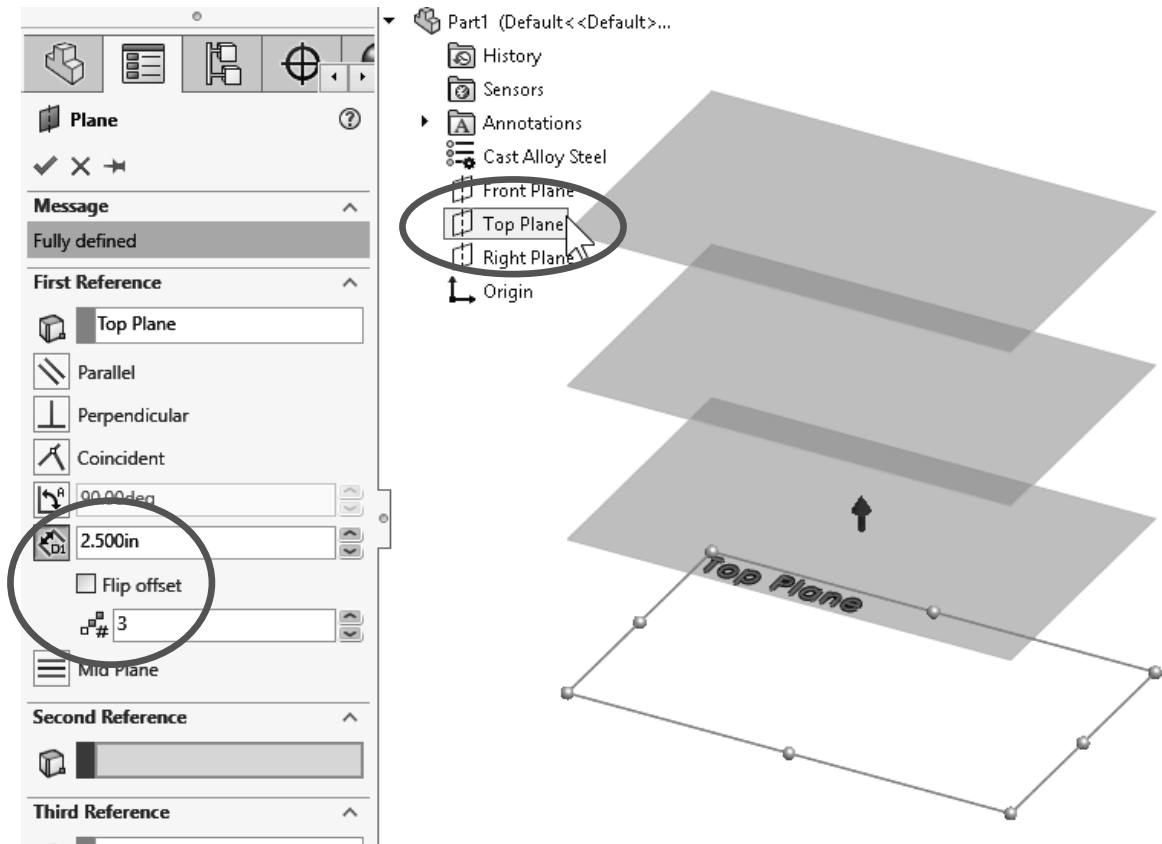 Part1 (Default<<Default>...
History
Sensors
A Annotations
Cast Alloy Steel
Front Plane
Top Plane
Right Plane
Origin
Plane
?
Message
Fully defined
First Reference
Top Plane
Parallel
Perpendicular
Coincident
A 90.00deg
D1 2.500in
Flip offset
# 3
Mid Plane
Second Reference
Third Reference
Top Plane